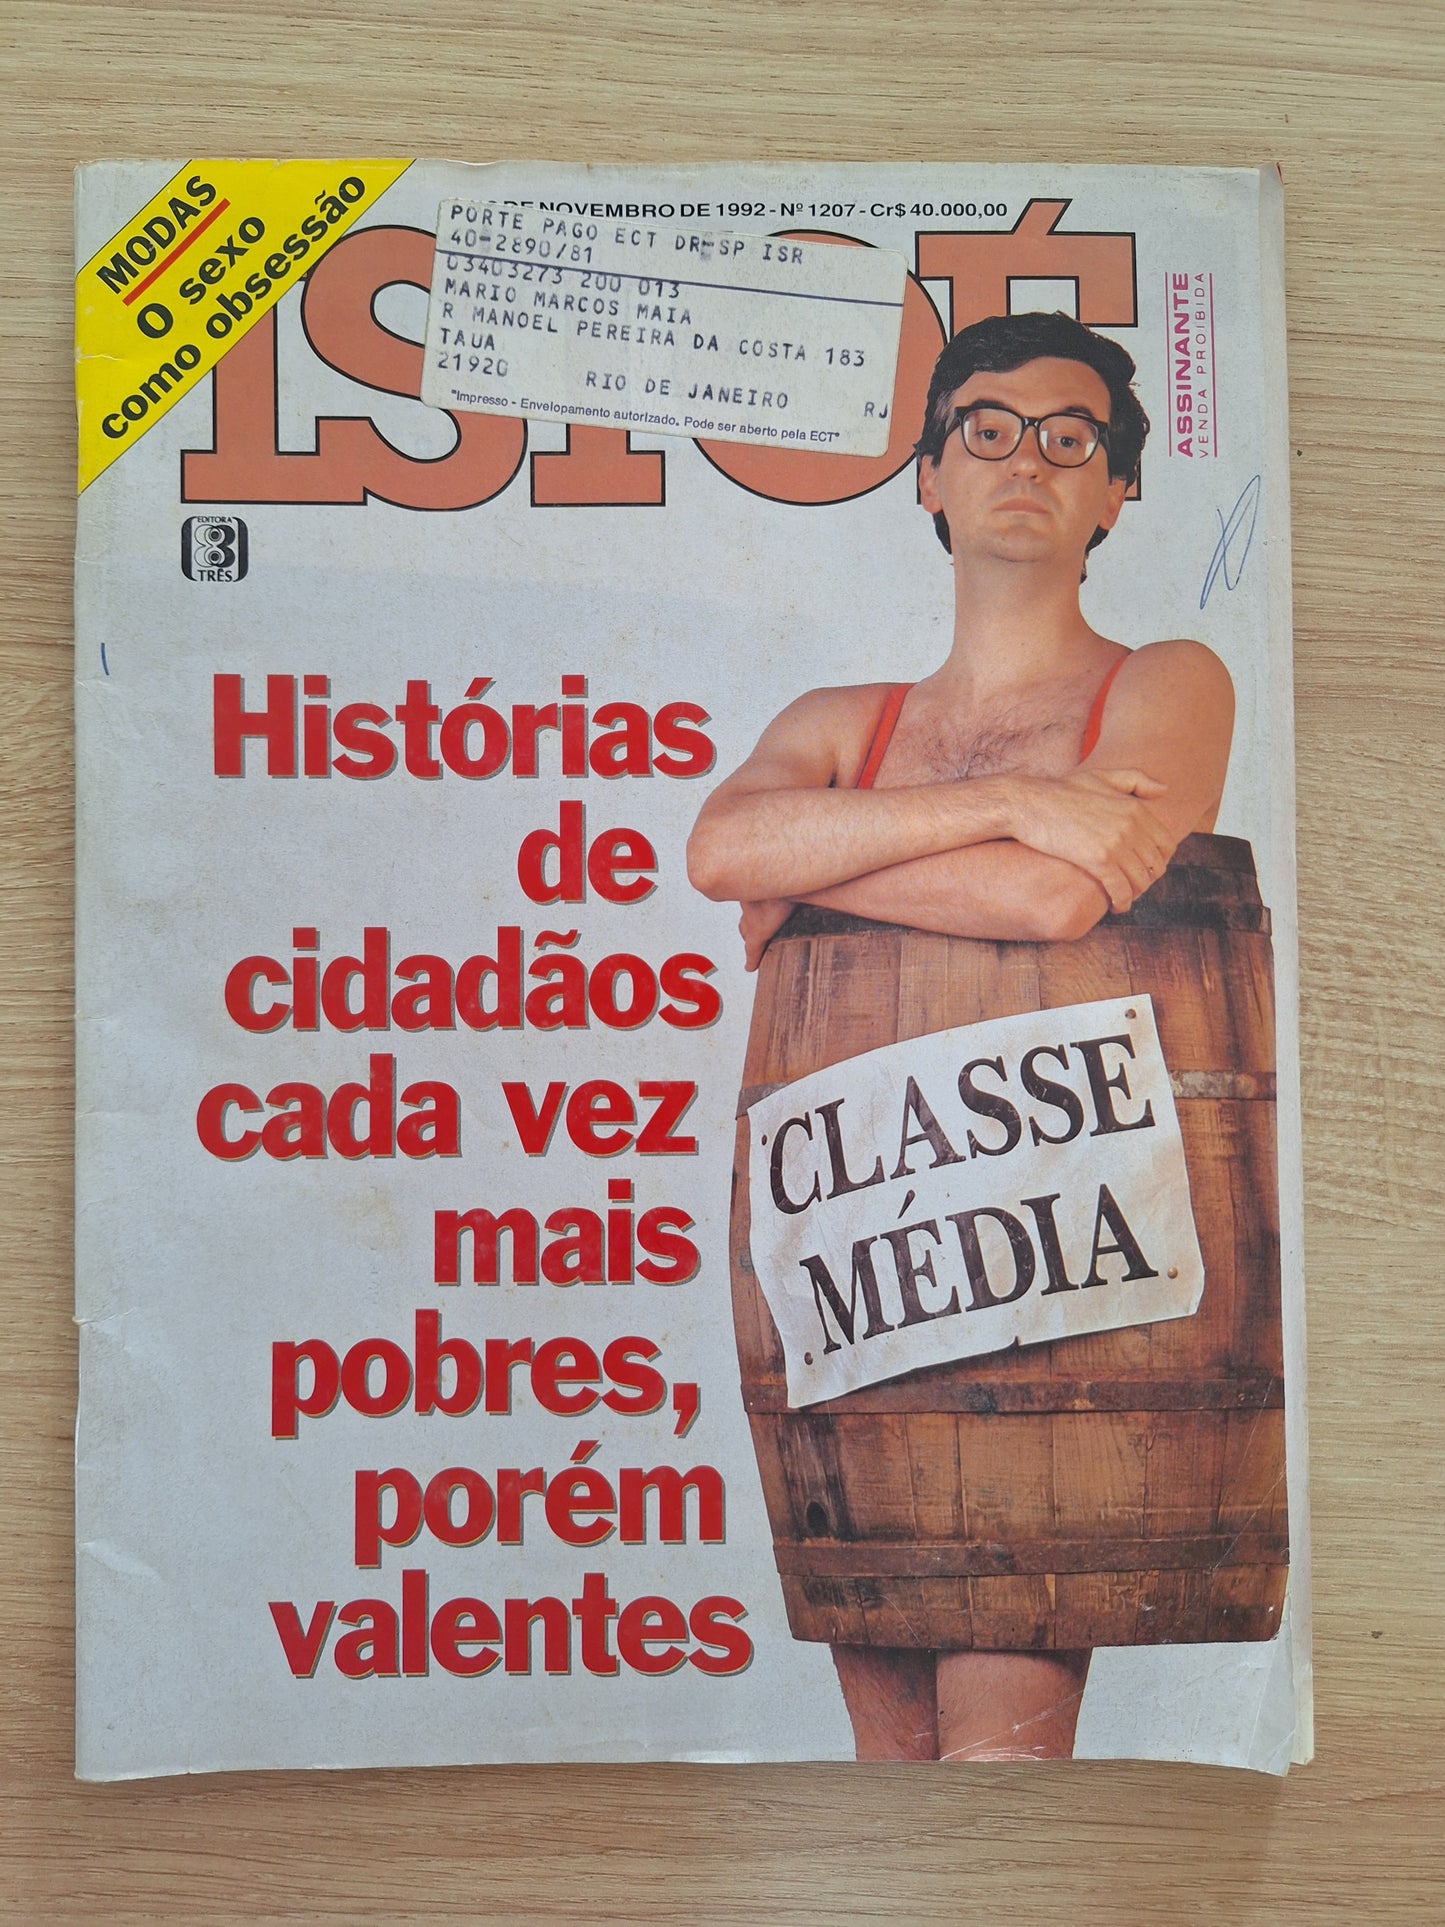 MODAS
O sexo
como obsessão
DE NOVEMBRO DE 1992 - Nº 1207 - Cr$ 40.000,00
ISTOÉ
PORTE PAGO ECT DR-SP ISR
40-2890/81
03403273 200 013
MARIO MARCOS MAIA
R MANOEL PEREIRA DA COSTA 183
TAUA
21920 RIO DE JANEIRO RJ
"Impresso - Envelopamento autorizado. Pode ser aberto pela ECT"
ASSINANTE
VENDA PROIBIDA
EDITORA
TRÊS
Histórias
de
cidadãos
cada vez
mais
pobres,
porém
valentes
CLASSE
MÉDIA